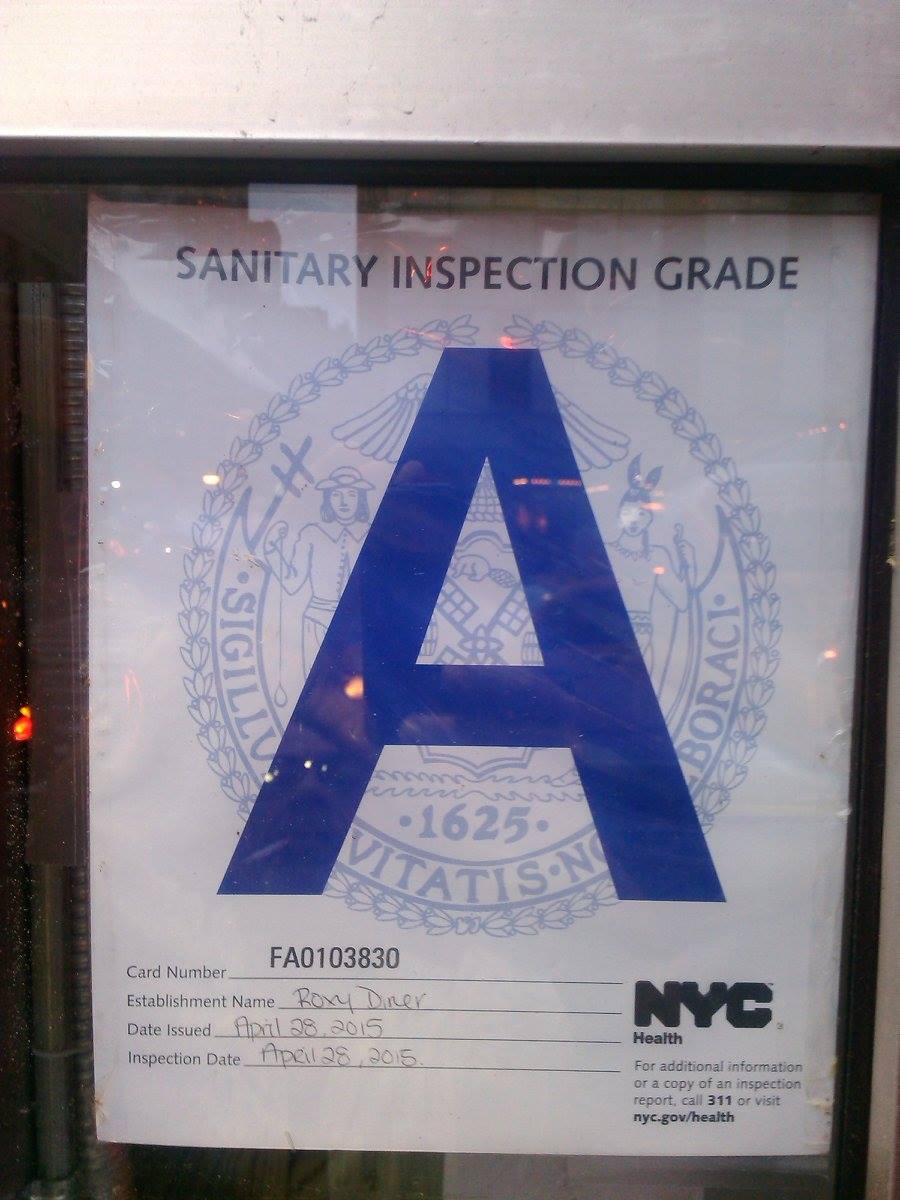 SANITARY INSPECTION GRADE
A
· SIGILLU
BORACI ·
· 1625 ·
VITATIS · NO
Card Number FA0103830
Establishment Name Roxy Diner
Date Issued April 28, 2015
Inspection Date April 28, 2015.
NYC
Health
For additional information
or a copy of an inspection
report, call 311 or visit
nyc.gov/health